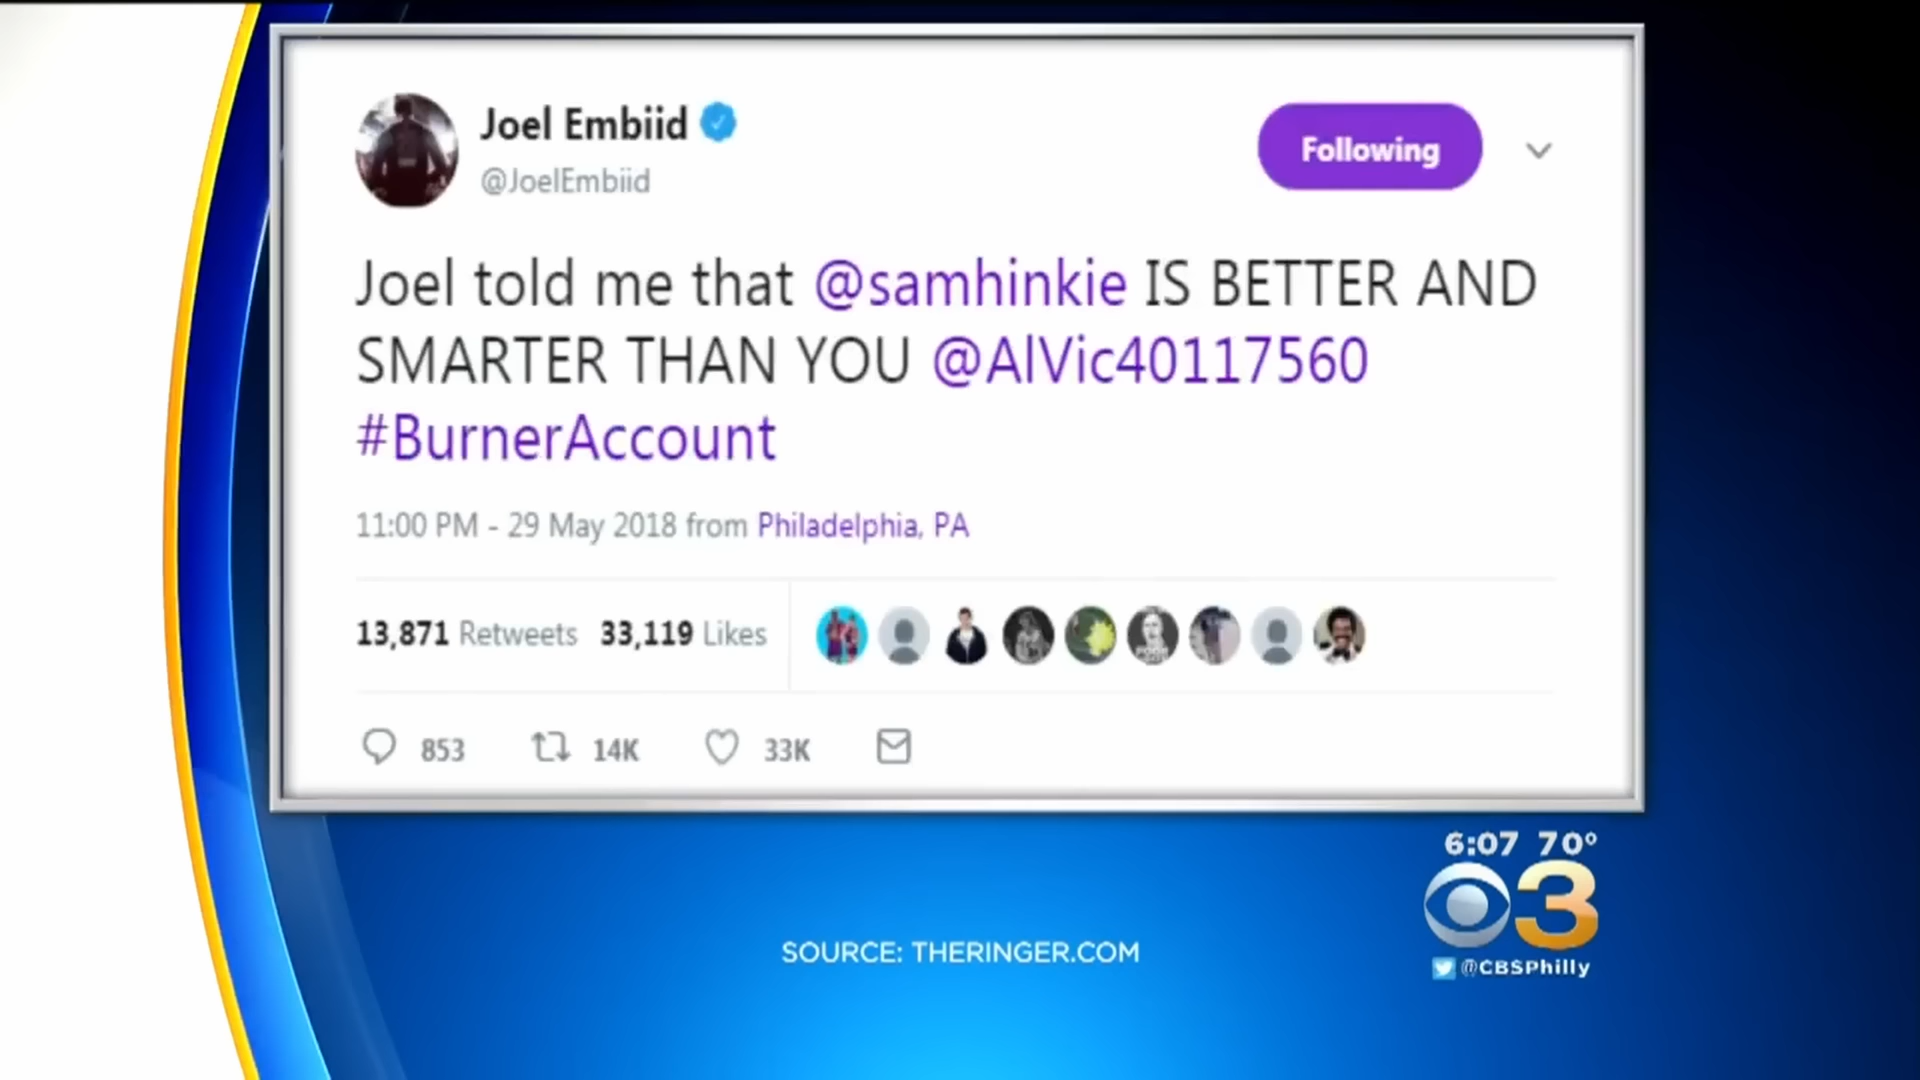 Joel Embiid
@JoelEmbiid
Following
Joel told me that @samhinkie IS BETTER AND
SMARTER THAN YOU @AlVic40117560
#BurnerAccount
11:00 PM - 29 May 2018 from Philadelphia, PA
13,871 Retweets 33,119 Likes
853 14K 33K
6:07 70°
3
@CBSPhilly
SOURCE: THERINGER.COM